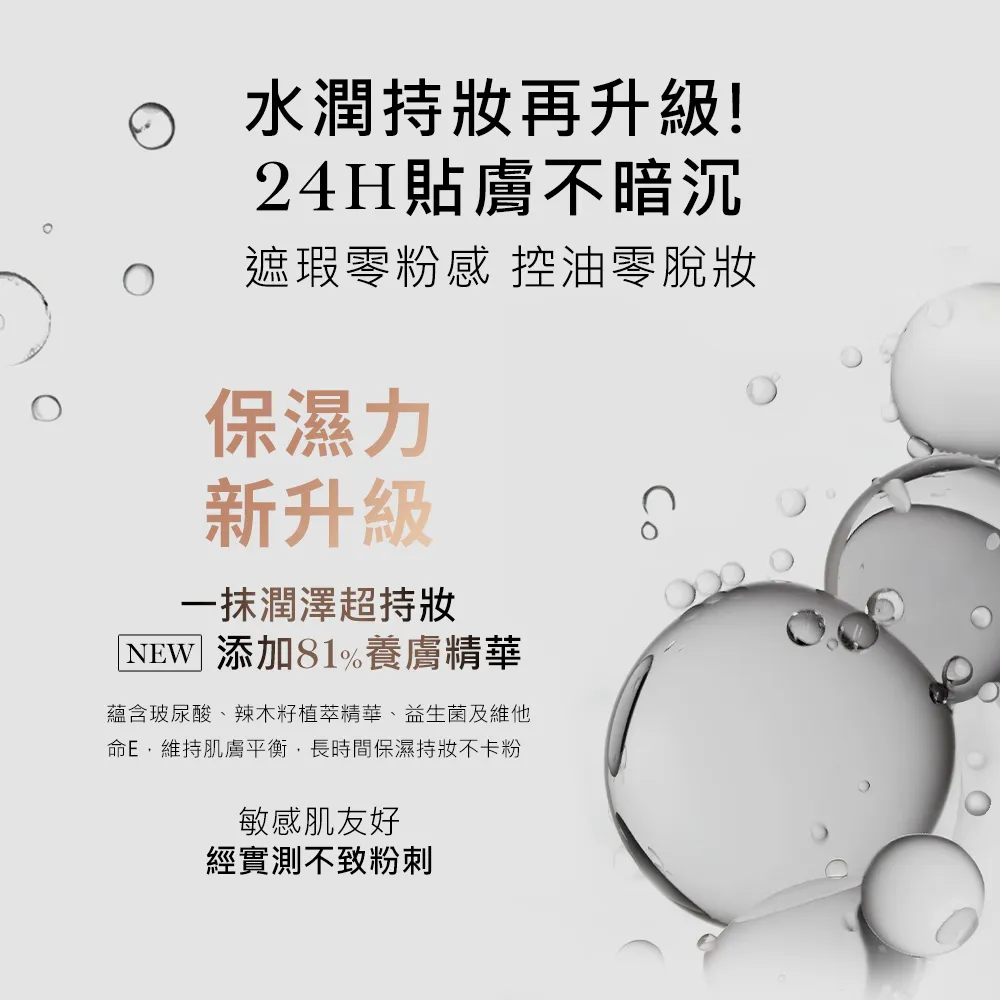 水潤持妝再升級!
24H貼膚不暗沉
遮瑕零粉感 控油零脫妝
保濕力
新升級
一抹潤澤超持妝
NEW 添加81%養膚精華
蘊含玻尿酸、辣木籽植萃精華、益生菌及維他
命E，維持肌膚平衡，長時間保濕持妝不卡粉
敏感肌友好
經實測不致粉刺